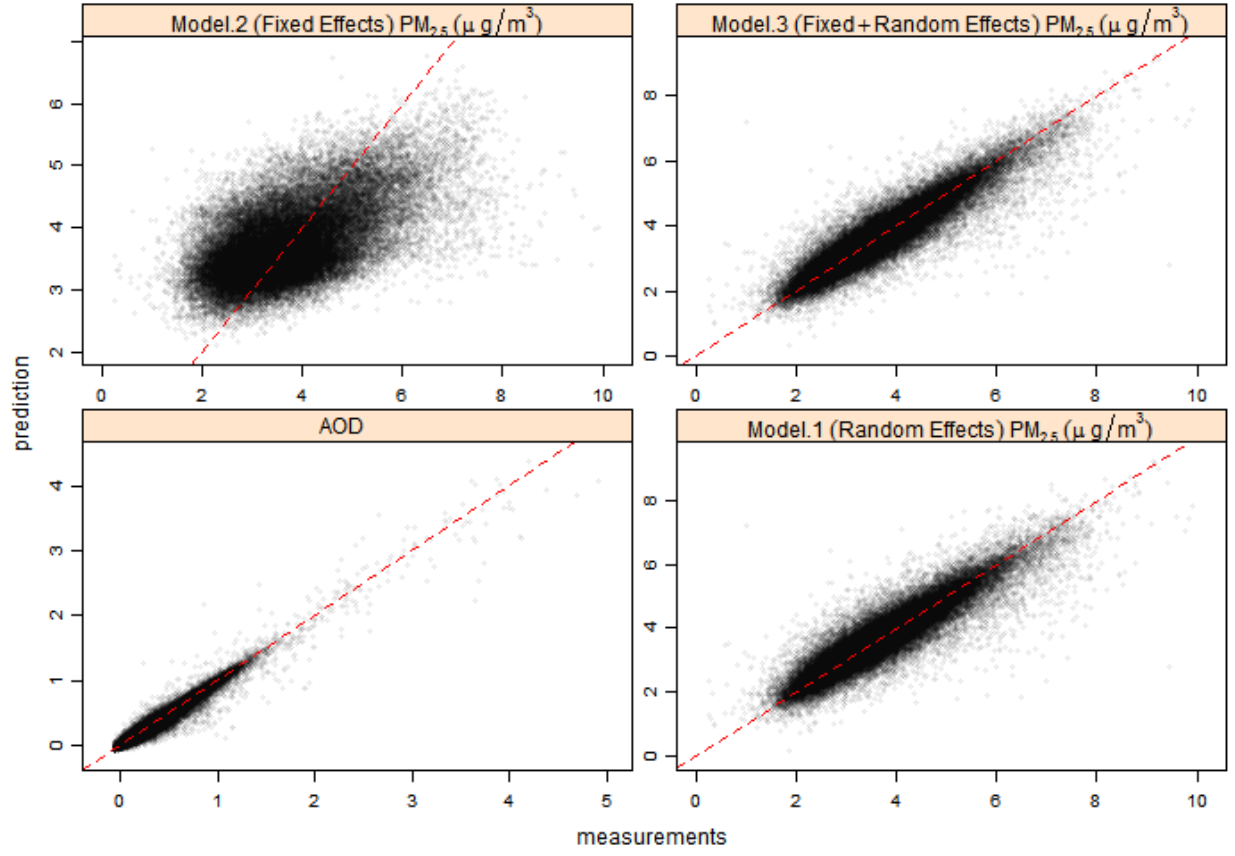 Model.2 (Fixed Effects) PM2.5 (μ g/m³)
Model.3 (Fixed+Random Effects) PM2.5 (μ g/m³)
6
5
4
3
2
0 2 4 6 8 10
8
6
4
2
0
0 2 4 6 8 10
prediction
AOD
Model.1 (Random Effects) PM2.5 (μ g/m³)
4
3
2
1
0
0 1 2 3 4 5
8
6
4
2
0
2 4 6 8 10
measurements